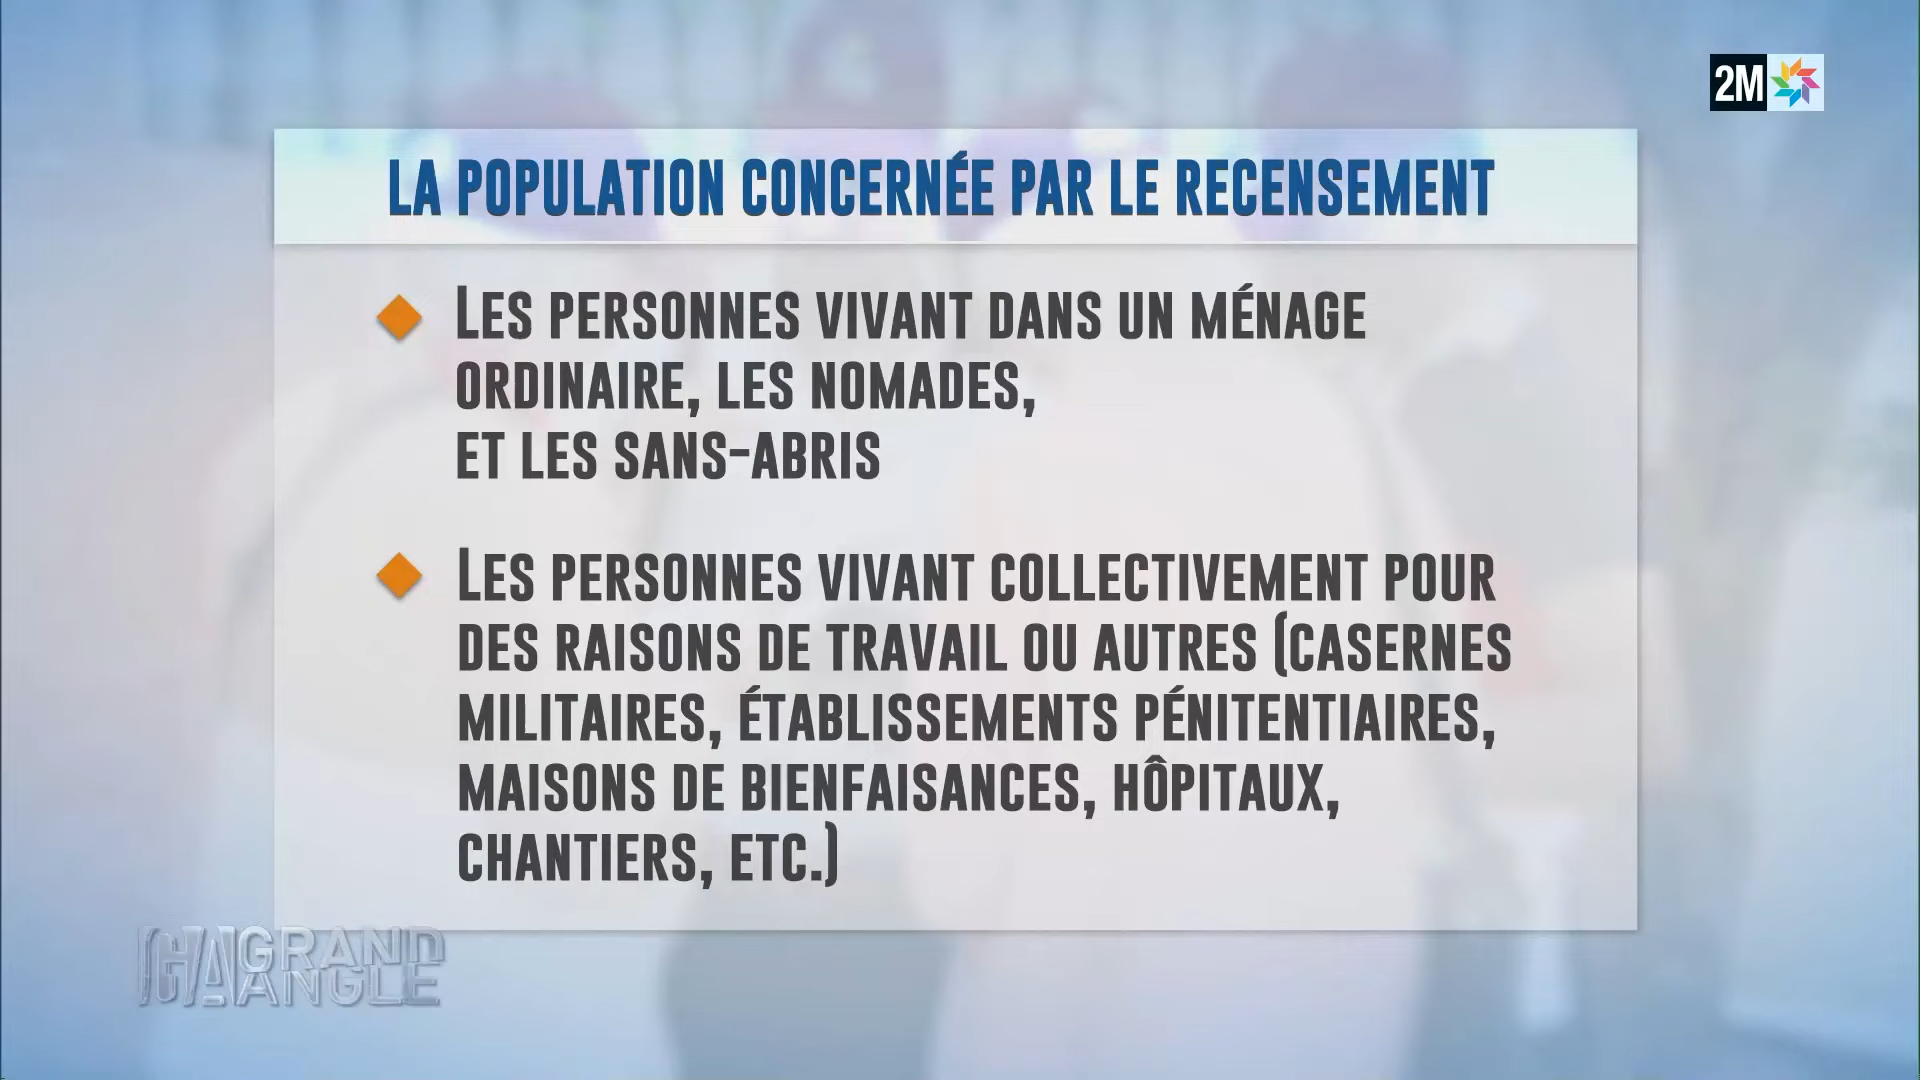 2M
LA POPULATION CONCERNÉE PAR LE RECENSEMENT
LES PERSONNES VIVANT DANS UN MÉNAGE
ORDINAIRE, LES NOMADES,
ET LES SANS-ABRIS
LES PERSONNES VIVANT COLLECTIVEMENT POUR
DES RAISONS DE TRAVAIL OU AUTRES (CASERNES
MILITAIRES, ÉTABLISSEMENTS PÉNITENTIAIRES,
MAISONS DE BIENFAISANCES, HÔPITAUX,
CHANTIERS, ETC.)
GA GRAND
ANGLE